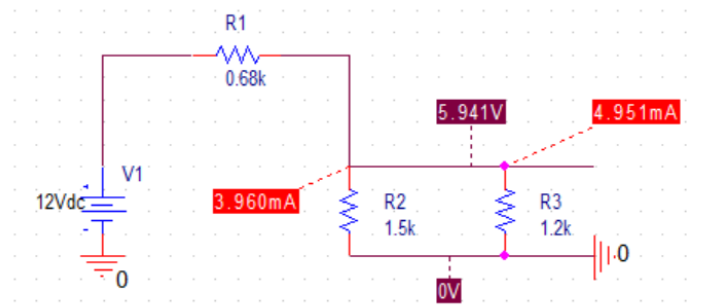 R1
0.68k
5.941V
4.951mA
V1
12Vdc
3.960mA
R2
1.5k
R3
1.2k
0
0
0V